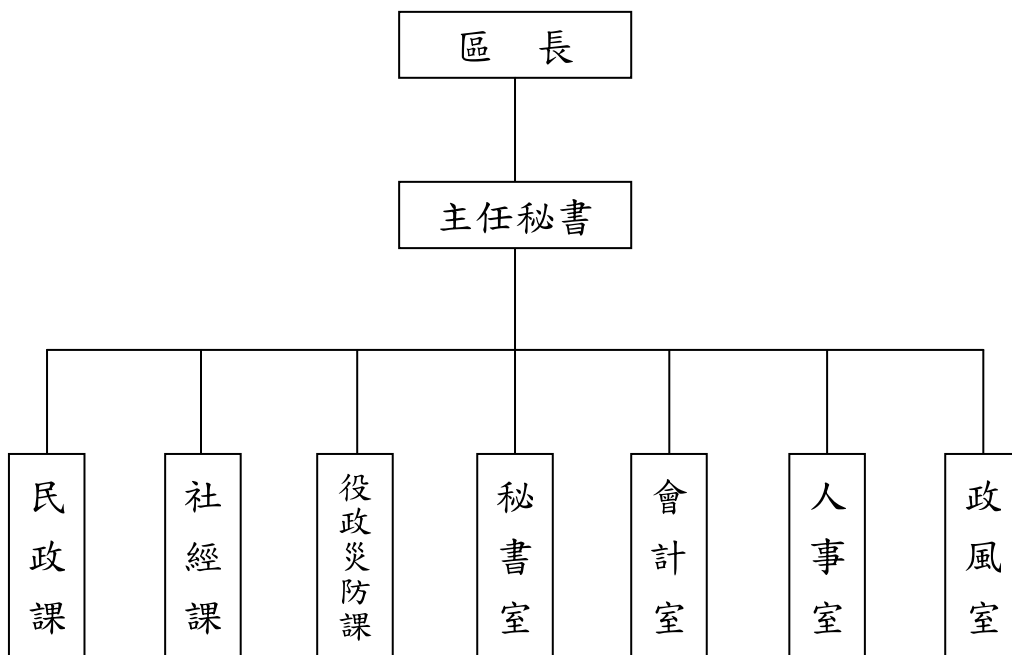 區 長
主任秘書
民政課
社經課
役政災防課
秘書室
會計室
人事室
政風室